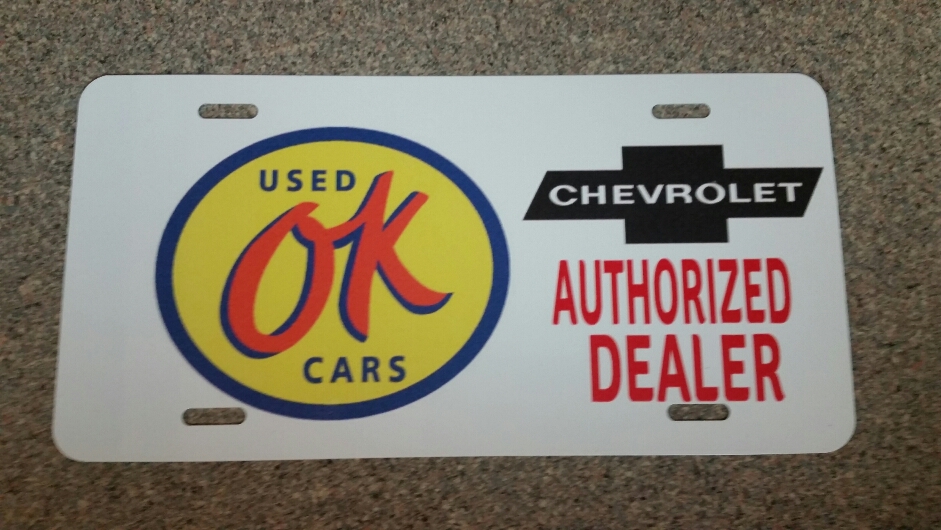 USED
OK
CARS
CHEVROLET
AUTHORIZED
DEALER